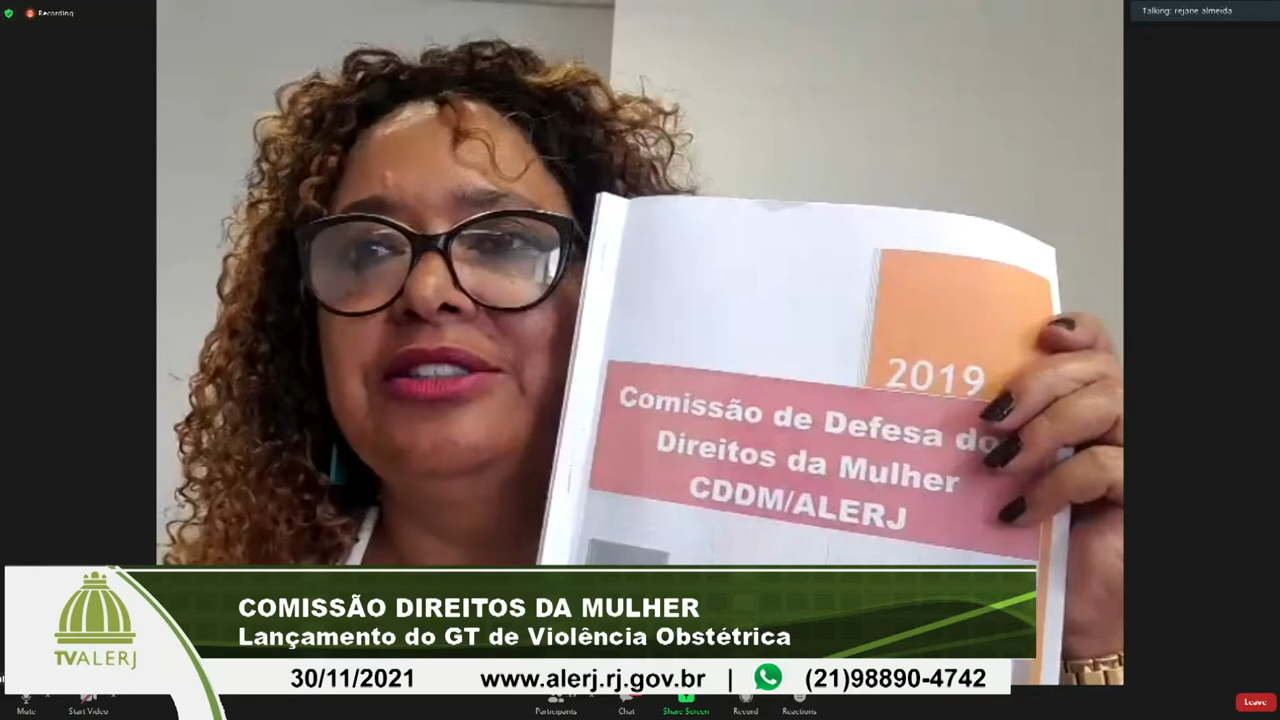 Recording
Talking: rejane almeida
2019
Comissão de Defesa do
Direitos da Mulher
CDDM/ALERJ
COMISSÃO DIREITOS DA MULHER
Lançamento do GT de Violência Obstétrica
TVALERJ
30/11/2021 www.alerj.rj.gov.br | (21)98890-4742
Mute Start Video Participants Chat Share Screen Record Reactions Leave